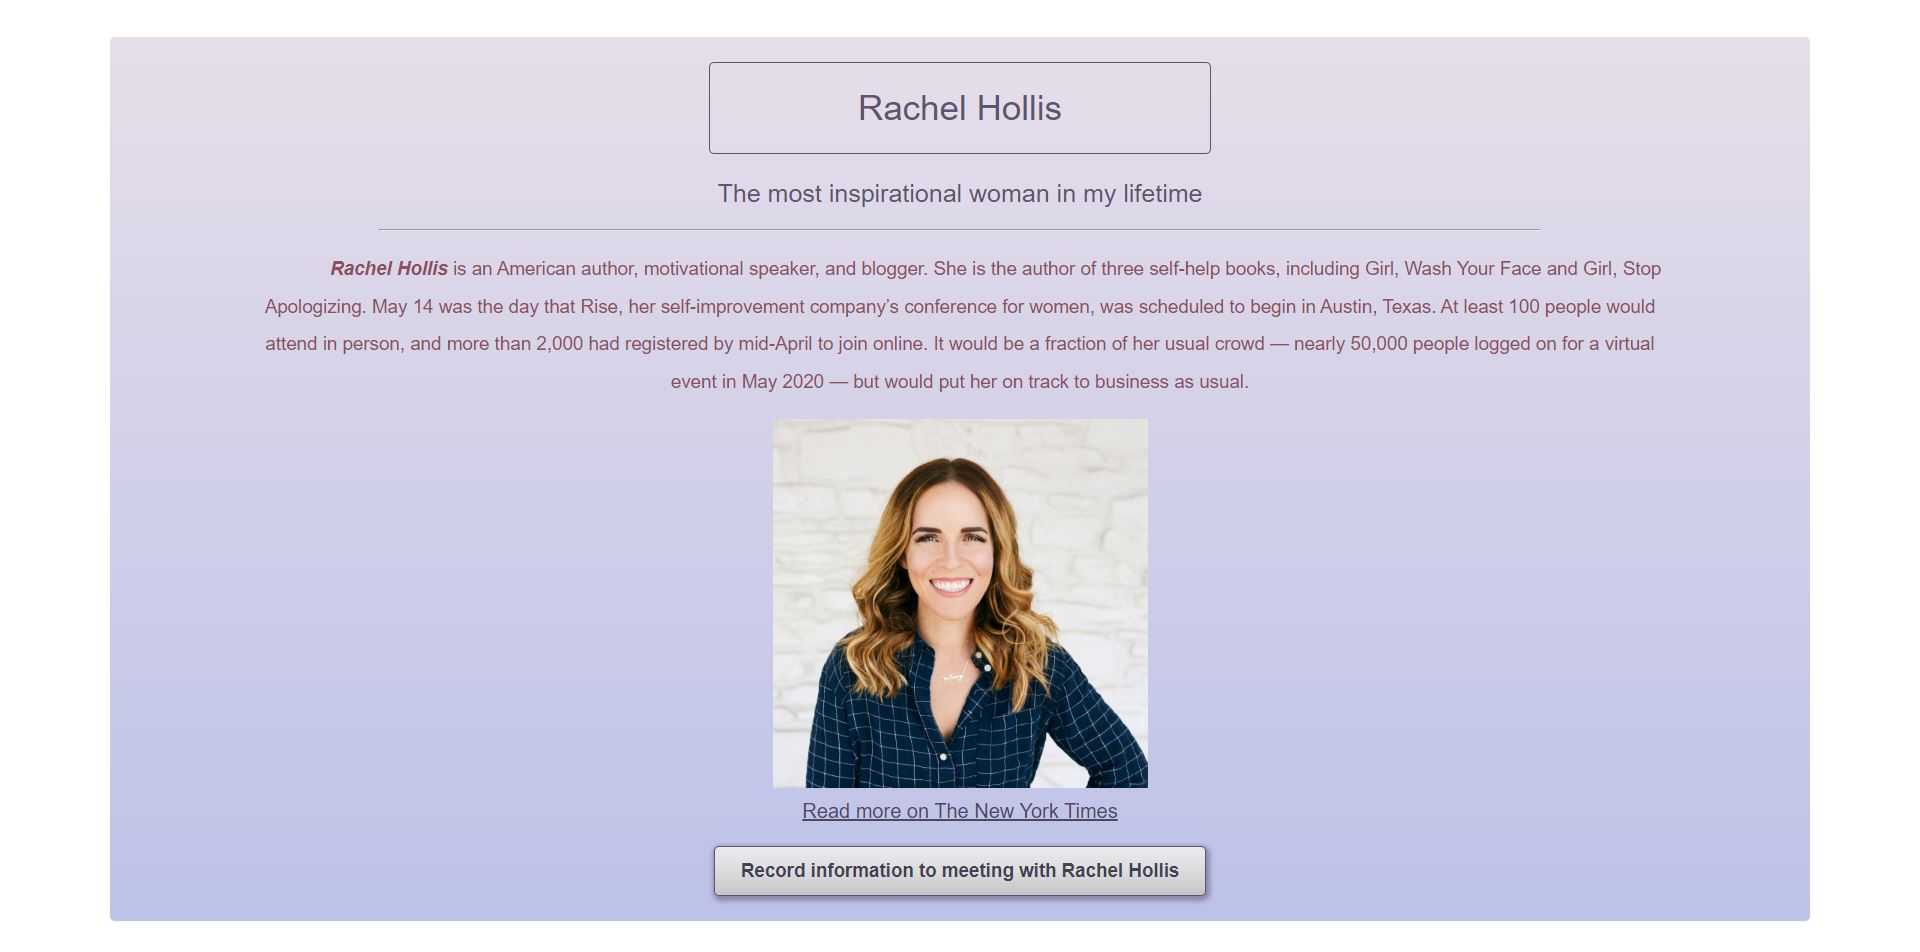 Rachel Hollis
The most inspirational woman in my lifetime
Rachel Hollis is an American author, motivational speaker, and blogger. She is the author of three self-help books, including Girl, Wash Your Face and Girl, Stop
Apologizing. May 14 was the day that Rise, her self-improvement company’s conference for women, was scheduled to begin in Austin, Texas. At least 100 people would
attend in person, and more than 2,000 had registered by mid-April to join online. It would be a fraction of her usual crowd — nearly 50,000 people logged on for a virtual
event in May 2020 — but would put her on track to business as usual.
Read more on The New York Times
Record information to meeting with Rachel Hollis